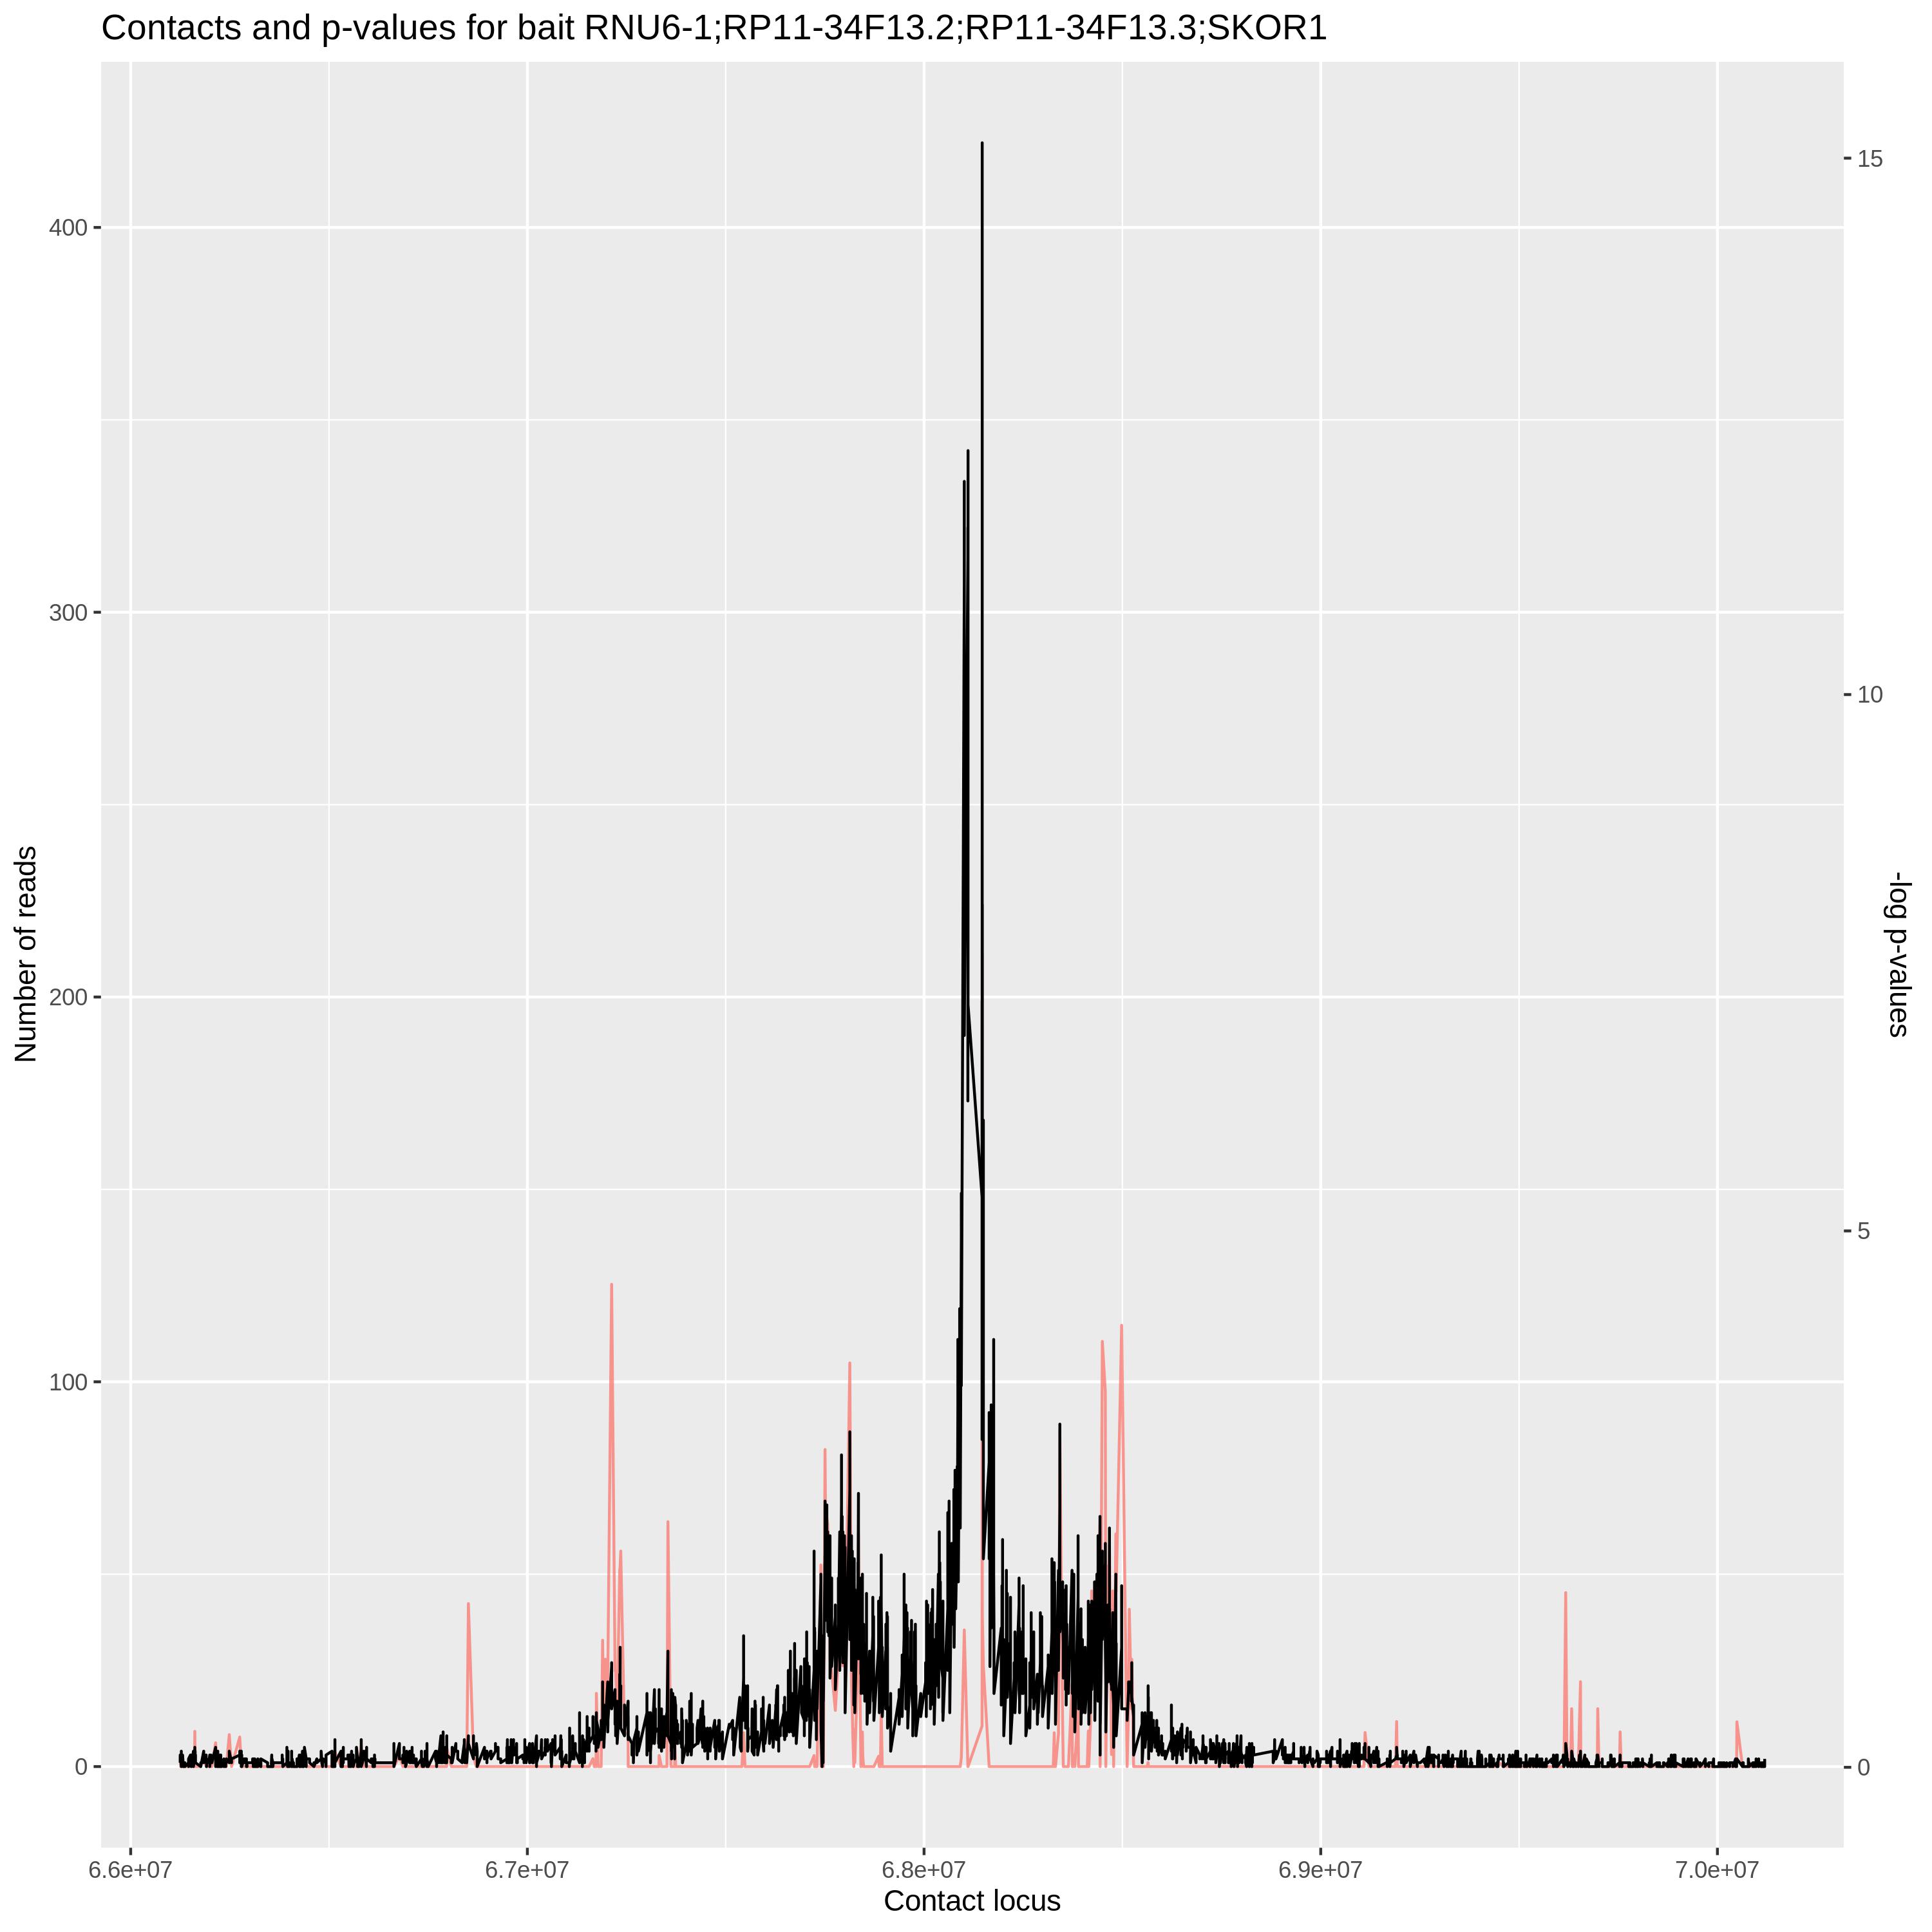 Contacts and p-values for bait RNU6-1;RP11-34F13.2;RP11-34F13.3;SKOR1
400
300
200
100
0
Number of reads
15
10
5
0
-log p-values
6.6e+07
6.7e+07
6.8e+07
6.9e+07
7.0e+07
Contact locus